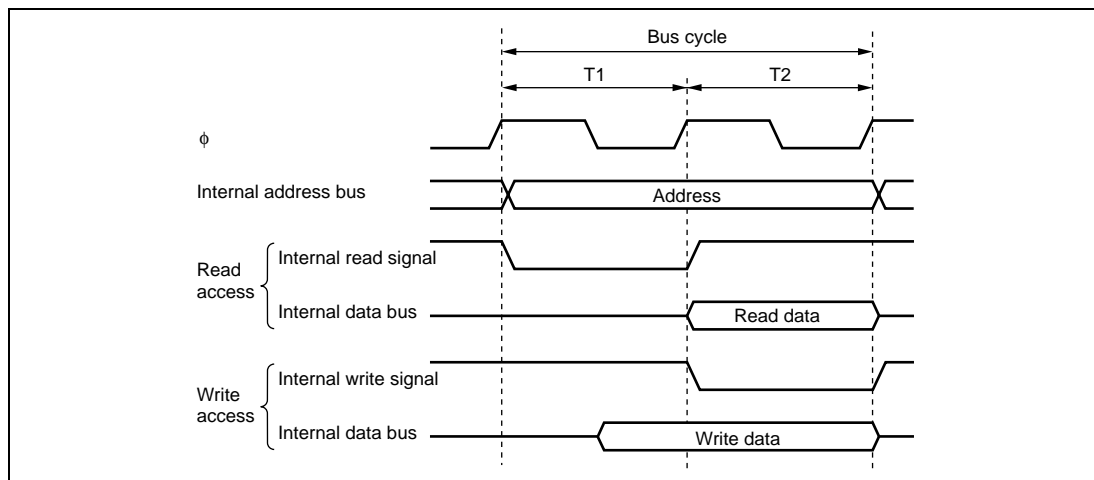 Bus cycle
T1 T2
ϕ
Internal address bus Address
Read access
Internal read signal
Internal data bus Read data
Write access
Internal write signal
Internal data bus Write data